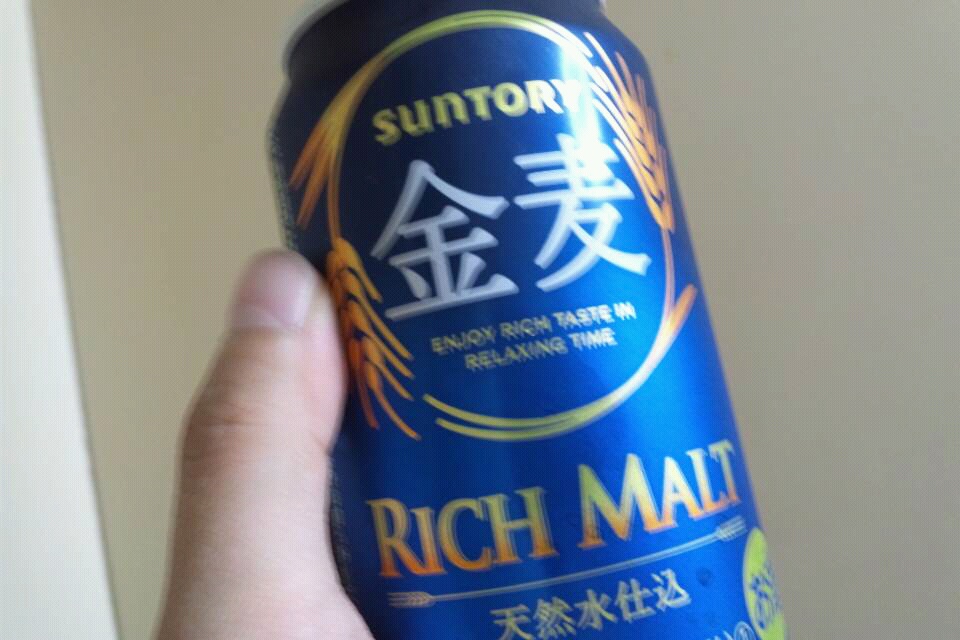 SUNTORY
金麦
ENJOY RICH TASTE IN
RELAXING TIME
RICH MALT
天然水仕込